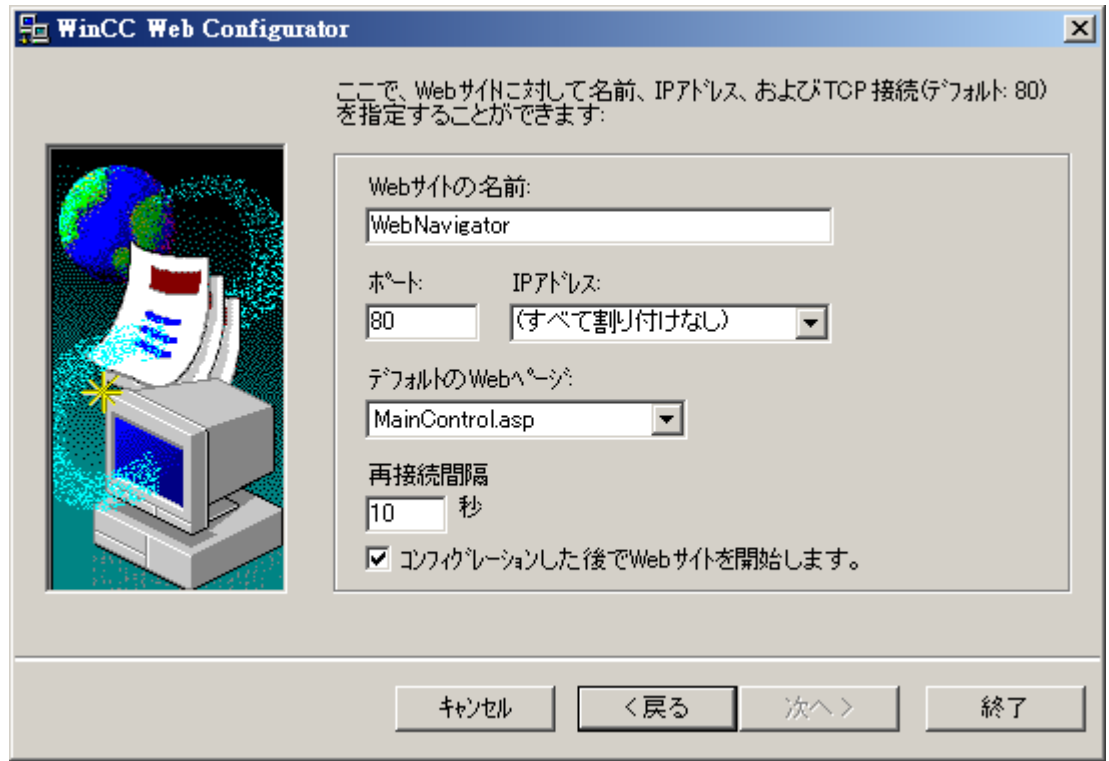 WinCC Web Configurator
ここで、Webサイトに対して名前、IPアドレス、およびTCP 接続(デフォルト: 80)
を指定することができます:
Webサイトの名前:
WebNavigator
ポート: IPアドレス:
80 (すべて割り付けなし)
デフォルトのWebページ:
MainControl.asp
再接続間隔
10 秒
コンフィグレーションした後でWebサイトを開始します。
キャンセル <戻る 次へ> 終了